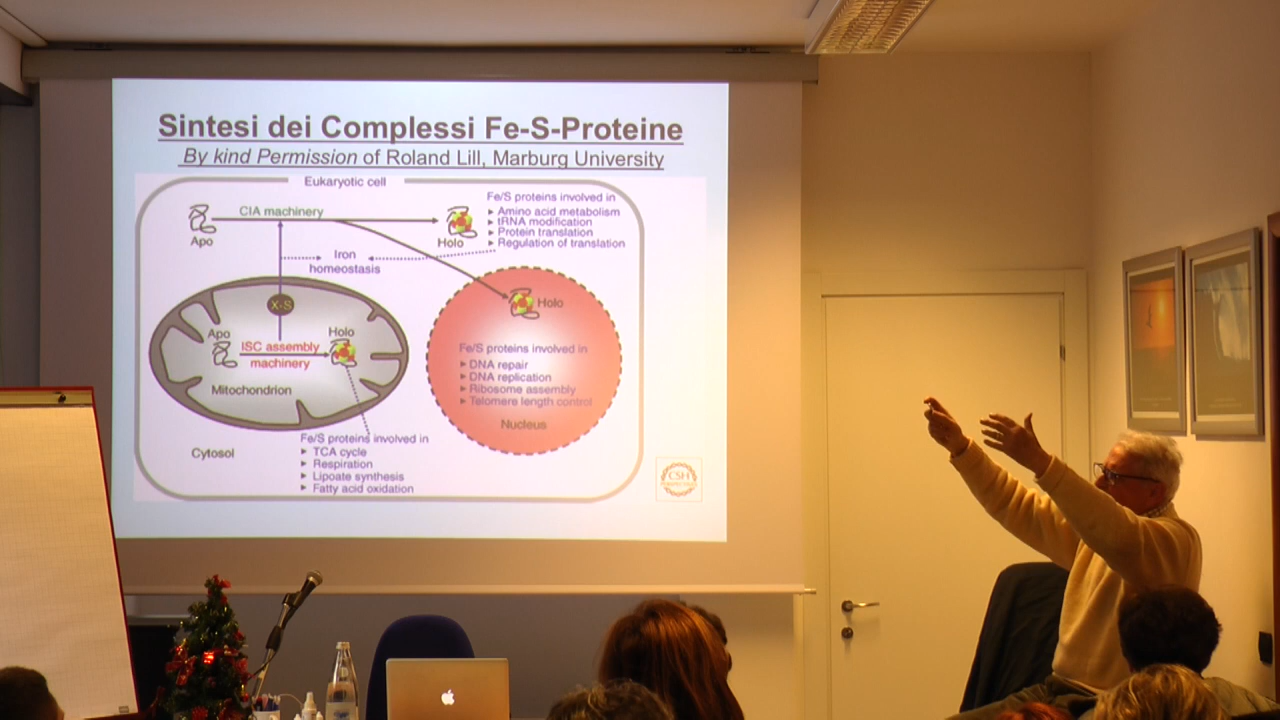 Sintesi dei Complessi Fe-S-Proteine
By kind Permission of Roland Lill, Marburg University
Eukaryotic cell
CIA machinery
Apo
Holo
Fe/S proteins involved in
► Amino acid metabolism
► tRNA modification
► Protein translation
► Regulation of translation
Iron
homeostasis
X-S
Apo
ISC assembly
machinery
Holo
Mitochondrion
Holo
Fe/S proteins involved in
► DNA repair
► DNA replication
► Ribosome assembly
► Telomere length control
Nucleus
Cytosol
Fe/S proteins involved in
► TCA cycle
► Respiration
► Lipoate synthesis
► Fatty acid oxidation
CSH